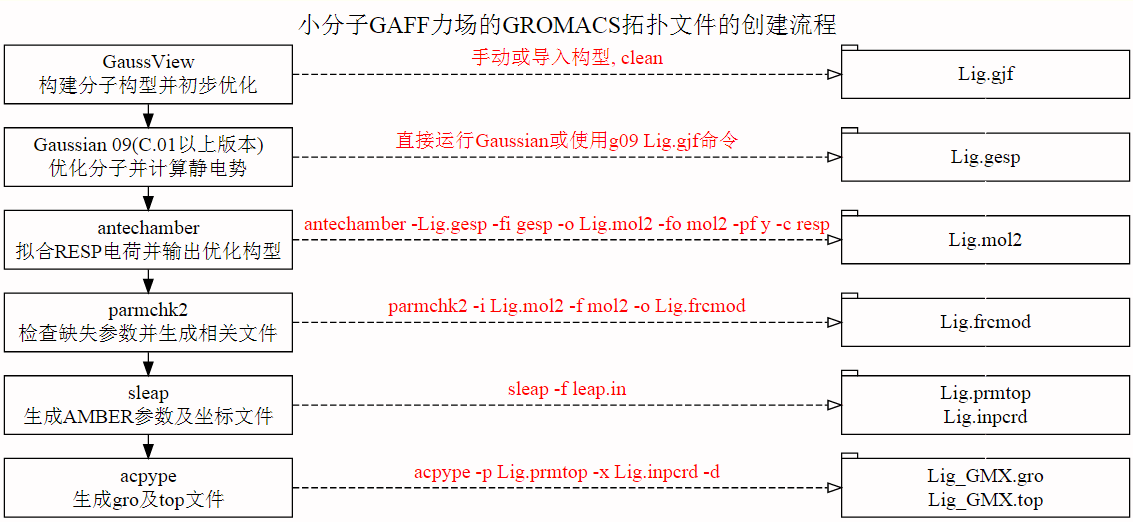 小分子GAFF力场的GROMACS拓扑文件的创建流程
GaussView
构建分子构型并初步优化
手动或导入构型, clean
Lig.gjf
Gaussian 09(C.01以上版本)
优化分子并计算静电势
直接运行Gaussian或使用g09 Lig.gjf命令
Lig.gesp
antechamber
拟合RESP电荷并输出优化构型
antechamber -Lig.gesp -fi gesp -o Lig.mol2 -fo mol2 -pf y -c resp
Lig.mol2
parmchk2
检查缺失参数并生成相关文件
parmchk2 -i Lig.mol2 -f mol2 -o Lig.frcmod
Lig.frcmod
sleap
生成AMBER参数及坐标文件
sleap -f leap.in
Lig.prmtop
Lig.inpcrd
acpype
生成gro及top文件
acpype -p Lig.prmtop -x Lig.inpcrd -d
Lig_GMX.gro
Lig_GMX.top